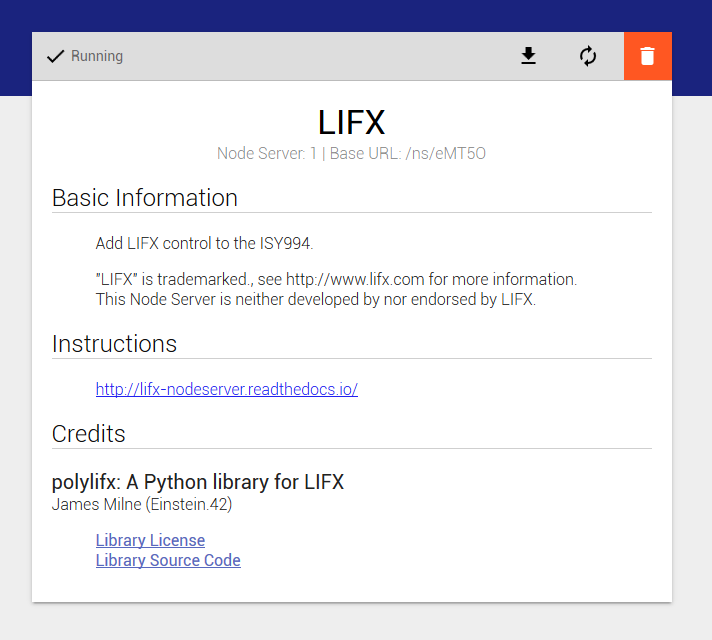 Running
LIFX
Node Server: 1 | Base URL: /ns/eMT5O
Basic Information
Add LIFX control to the ISY994.
"LIFX" is trademarked., see http://www.lifx.com for more information.
This Node Server is neither developed by nor endorsed by LIFX.
Instructions
http://lifx-nodeserver.readthedocs.io/
Credits
polylifx: A Python library for LIFX
James Milne (Einstein.42)
Library License
Library Source Code